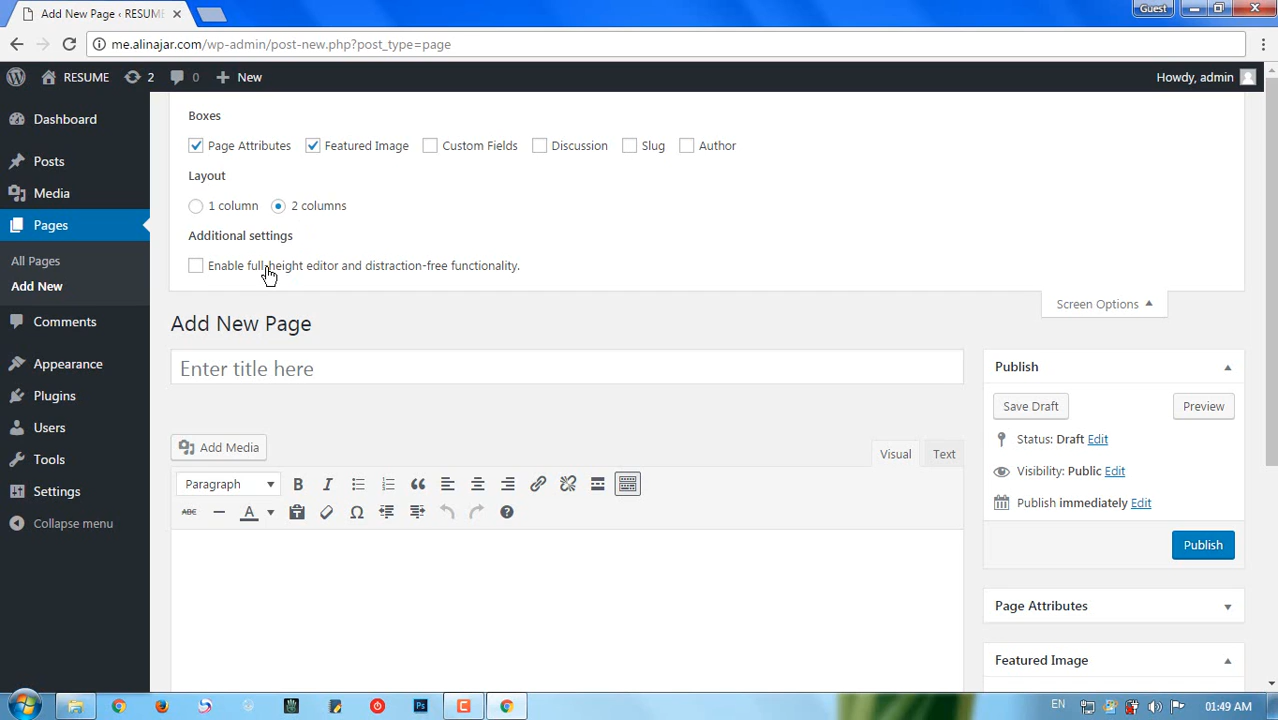 Add New Page ‹ RESUME
Guest
me.alinajar.com/wp-admin/post-new.php?post_type=page
RESUME 2 0 New
Howdy, admin
Dashboard
Posts
Media
Pages
All Pages
Add New
Comments
Appearance
Plugins
Users
Tools
Settings
Collapse menu
Boxes
Page Attributes Featured Image Custom Fields Discussion Slug Author
Layout
1 column 2 columns
Additional settings
Enable full-height editor and distraction-free functionality.
Screen Options
Add New Page
Enter title here
Add Media
Visual Text
Paragraph B I
ABC A
Publish
Save Draft Preview
Status: Draft Edit
Visibility: Public Edit
Publish immediately Edit
Publish
Page Attributes
Featured Image
Ps
EN
01:49 AM